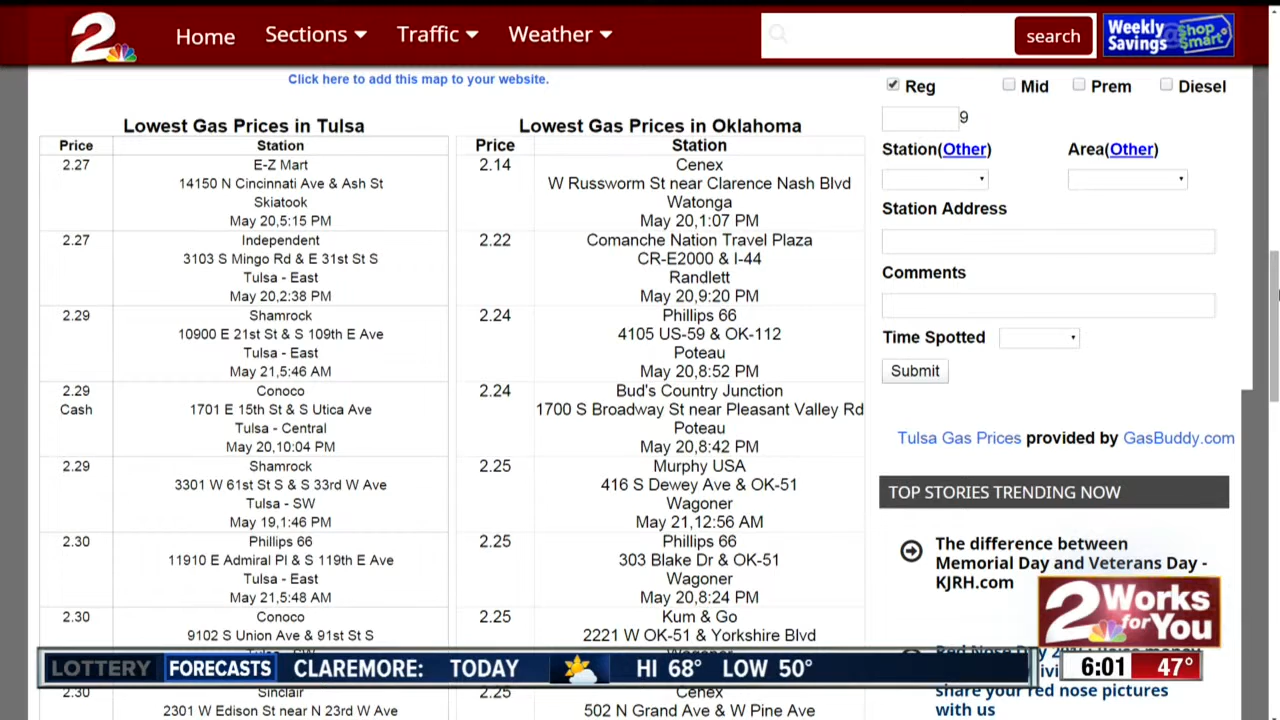 2 Home Sections Traffic Weather search Weekly Savings Shop Smart
Click here to add this map to your website.
Lowest Gas Prices in Tulsa
Price Station
2.27 E-Z Mart
14150 N Cincinnati Ave & Ash St
Skiatook
May 20,5:15 PM
2.27 Independent
3103 S Mingo Rd & E 31st St S
Tulsa - East
May 20,2:38 PM
2.29 Shamrock
10900 E 21st St & S 109th E Ave
Tulsa - East
May 21,5:46 AM
2.29 Conoco
Cash 1701 E 15th St & S Utica Ave
Tulsa - Central
May 20,10:04 PM
2.29 Shamrock
3301 W 61st St S & S 33rd W Ave
Tulsa - SW
May 19,1:46 PM
2.30 Phillips 66
11910 E Admiral Pl & S 119th E Ave
Tulsa - East
May 21,5:48 AM
2.30 Conoco
9102 S Union Ave & 91st St S
2.30 Sinclair
2301 W Edison St near N 23rd W Ave
Lowest Gas Prices in Oklahoma
Price Station
2.14 Cenex
W Russworm St near Clarence Nash Blvd
Watonga
May 20,1:07 PM
2.22 Comanche Nation Travel Plaza
CR-E2000 & I-44
Randlett
May 20,9:20 PM
2.24 Phillips 66
4105 US-59 & OK-112
Poteau
May 20,8:52 PM
2.24 Bud's Country Junction
1700 S Broadway St near Pleasant Valley Rd
Poteau
May 20,8:42 PM
2.25 Murphy USA
416 S Dewey Ave & OK-51
Wagoner
May 21,12:56 AM
2.25 Phillips 66
303 Blake Dr & OK-51
Wagoner
May 20,8:24 PM
2.25 Kum & Go
2221 W OK-51 & Yorkshire Blvd
2.25 Cenex
502 N Grand Ave & W Pine Ave
Reg Mid Prem Diesel
9
Station(Other) Area(Other)
Station Address
Comments
Time Spotted
Submit
Tulsa Gas Prices provided by GasBuddy.com
TOP STORIES TRENDING NOW
The difference between
Memorial Day and Veterans Day -
KJRH.com
share your red nose pictures
with us
2 Works for You
LOTTERY FORECASTS CLAREMORE: TODAY HI 68° LOW 50°
6:01 47°